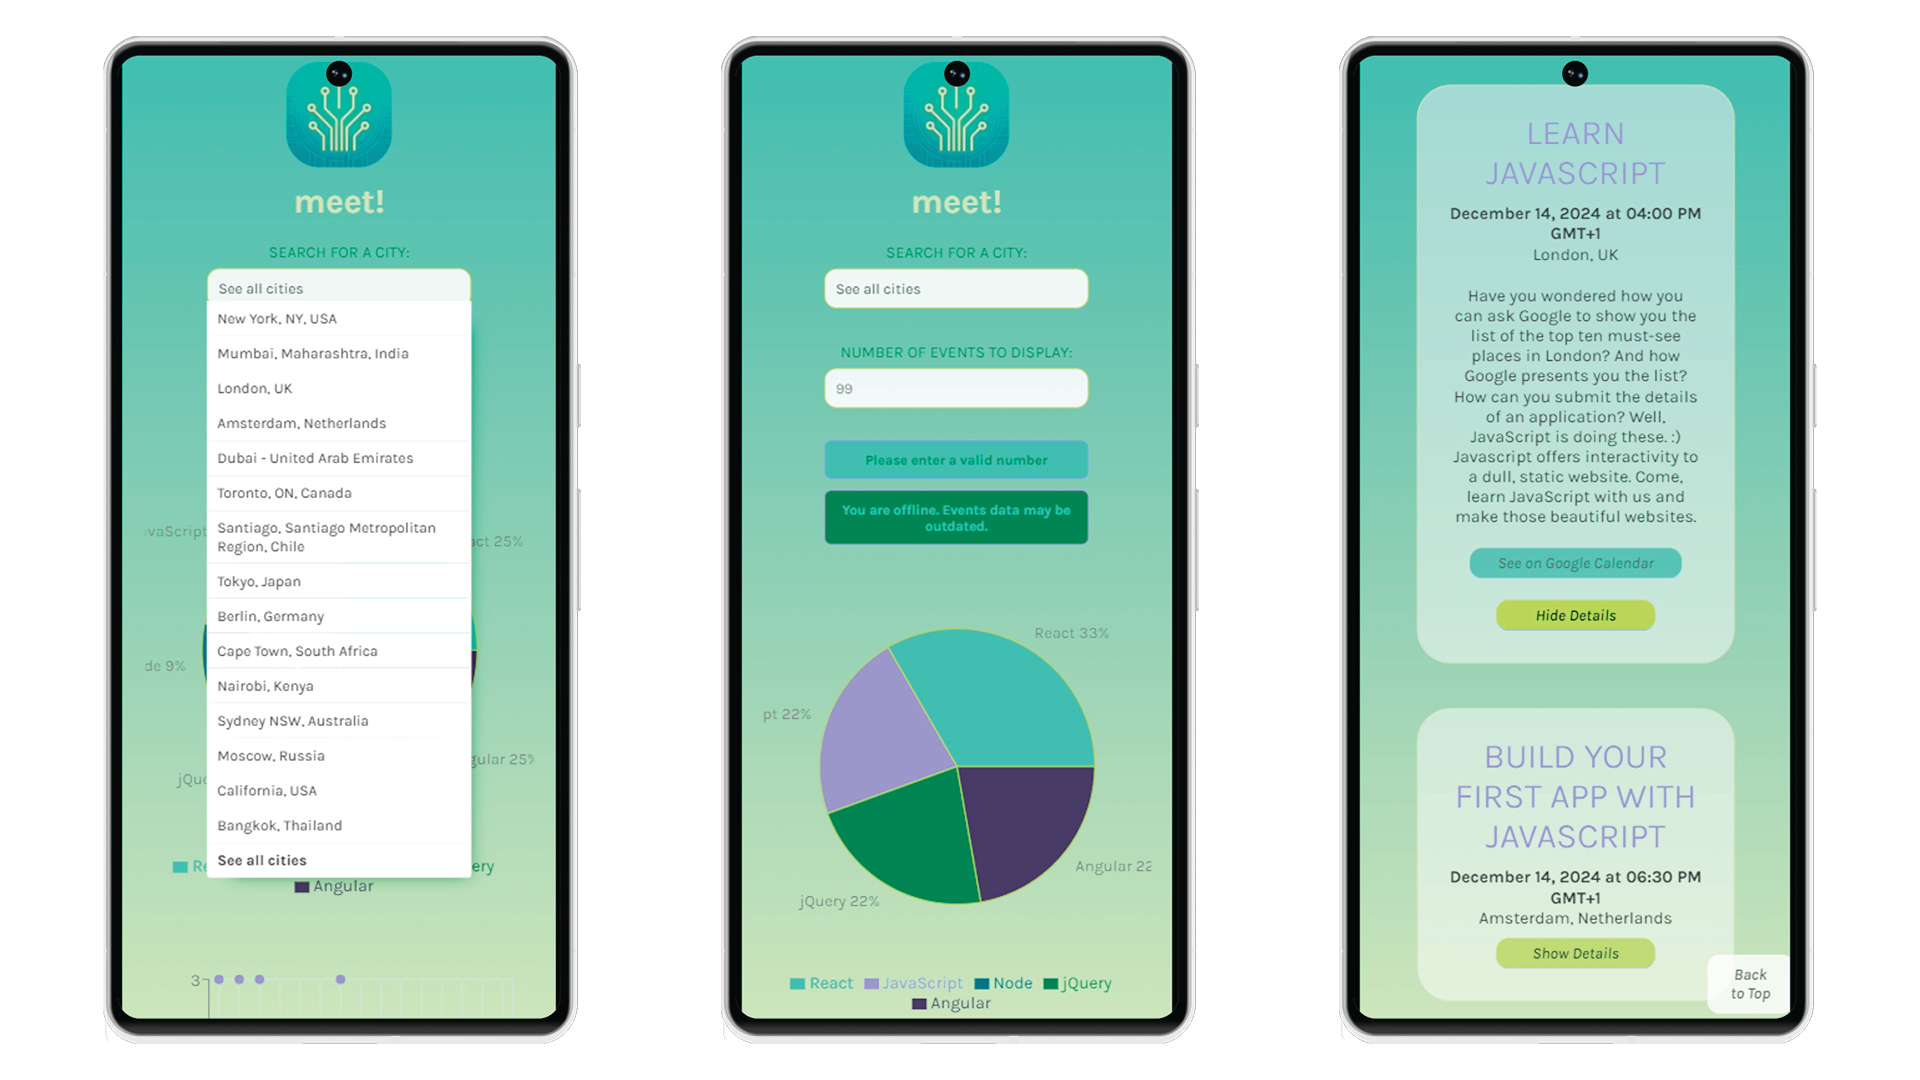 meet!
SEARCH FOR A CITY:
See all cities
New York, NY, USA
Mumbai, Maharashtra, India
London, UK
Amsterdam, Netherlands
Dubai - United Arab Emirates
Toronto, ON, Canada
Santiago, Santiago Metropolitan
Region, Chile
Tokyo, Japan
Berlin, Germany
Cape Town, South Africa
Nairobi, Kenya
Sydney NSW, Australia
Moscow, Russia
California, USA
Bangkok, Thailand
See all cities
vaScript
act 25%
de 9%
gular 25%
jQue
Re
ery
Angular
3
meet!
SEARCH FOR A CITY:
See all cities
NUMBER OF EVENTS TO DISPLAY:
99
Please enter a valid number
You are offline. Events data may be
outdated.
React 33%
pt 22%
Angular 22
jQuery 22%
React JavaScript Node jQuery
Angular
LEARN
JAVASCRIPT
December 14, 2024 at 04:00 PM
GMT+1
London, UK
Have you wondered how you
can ask Google to show you the
list of the top ten must-see
places in London? And how
Google presents you the list?
How can you submit the details
of an application? Well,
JavaScript is doing these. :)
Javascript offers interactivity to
a dull, static website. Come,
learn JavaScript with us and
make those beautiful websites.
See on Google Calendar
Hide Details
BUILD YOUR
FIRST APP WITH
JAVASCRIPT
December 14, 2024 at 06:30 PM
GMT+1
Amsterdam, Netherlands
Show Details
Back
to Top